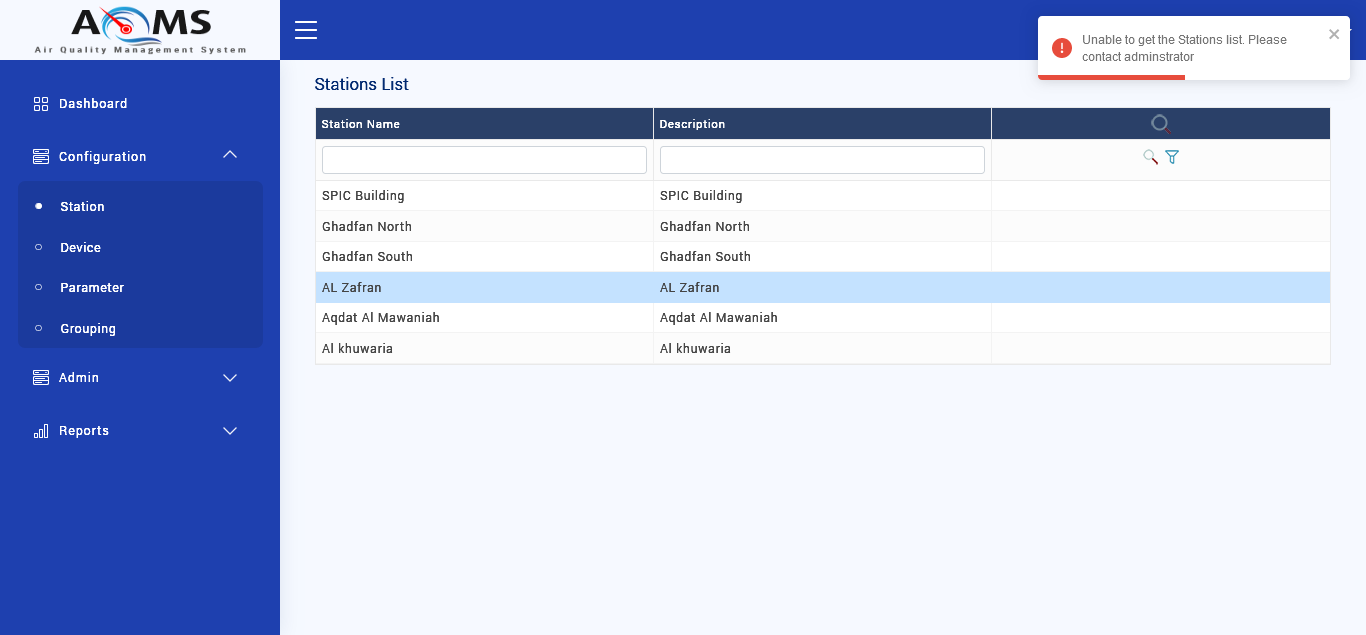 AQMS
Air Quality Management System
Unable to get the Stations list. Please
contact adminstrator
Dashboard
Configuration
Station
Device
Parameter
Grouping
Admin
Reports
Stations List
Station Name Description
SPIC Building SPIC Building
Ghadfan North Ghadfan North
Ghadfan South Ghadfan South
AL Zafran AL Zafran
Aqdat Al Mawaniah Aqdat Al Mawaniah
Al khuwaria Al khuwaria